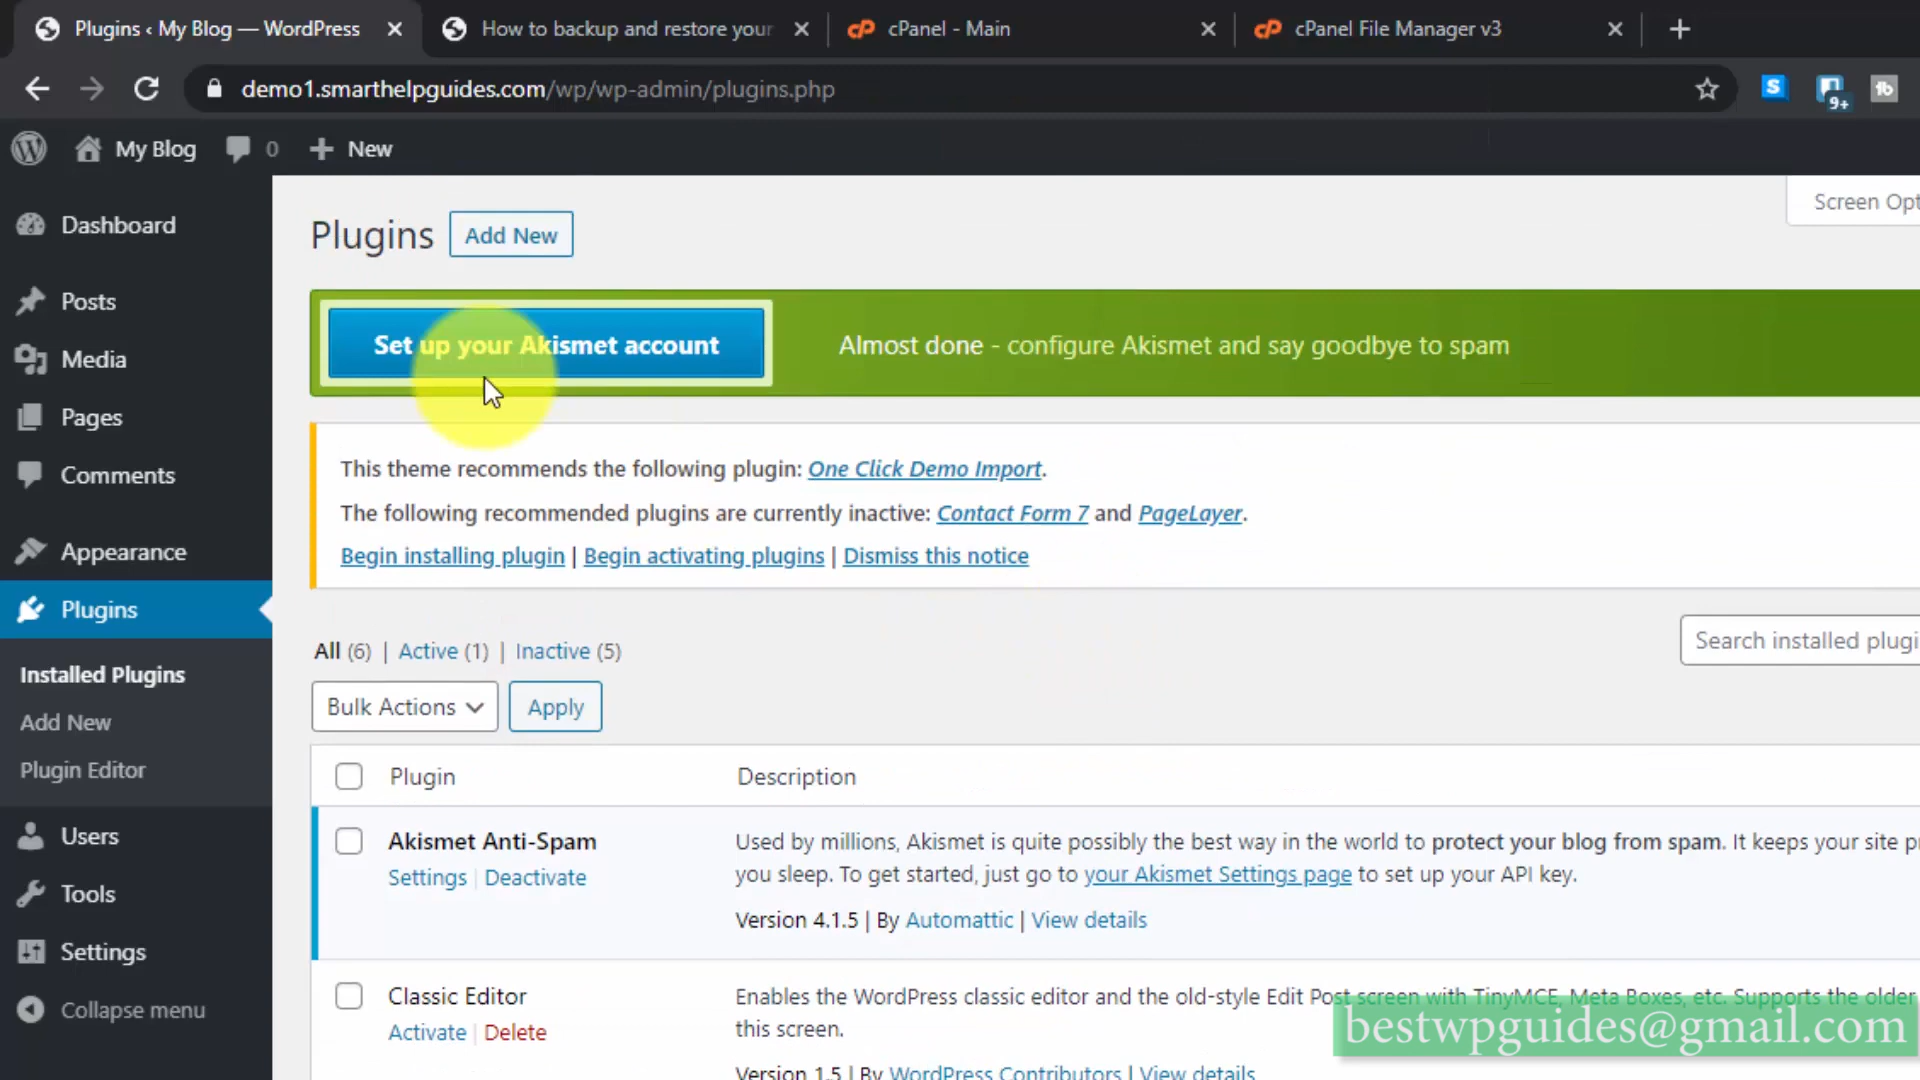 Plugins ‹ My Blog — WordPress
How to backup and restore your
cPanel - Main
cPanel File Manager v3
demo1.smarthelpguides.com/wp/wp-admin/plugins.php
S
9+
My Blog
0
New
Dashboard
Posts
Media
Pages
Comments
Appearance
Plugins
Installed Plugins
Add New
Plugin Editor
Users
Tools
Settings
Collapse menu
Screen Opt
Plugins
Add New
Set up your Akismet account
Almost done - configure Akismet and say goodbye to spam
This theme recommends the following plugin: One Click Demo Import.
The following recommended plugins are currently inactive: Contact Form 7 and PageLayer.
Begin installing plugin | Begin activating plugins | Dismiss this notice
All (6) | Active (1) | Inactive (5)
Search installed plugi
Bulk Actions
Apply
Plugin
Description
Akismet Anti-Spam
Settings | Deactivate
Used by millions, Akismet is quite possibly the best way in the world to protect your blog from spam. It keeps your site pr
you sleep. To get started, just go to your Akismet Settings page to set up your API key.
Version 4.1.5 | By Automattic | View details
Classic Editor
Activate | Delete
Enables the WordPress classic editor and the old-style Edit Post screen with TinyMCE, Meta Boxes, etc. Supports the older
this screen.
Version 1.5 | By WordPress Contributors | View details
bestwpguides@gmail.com